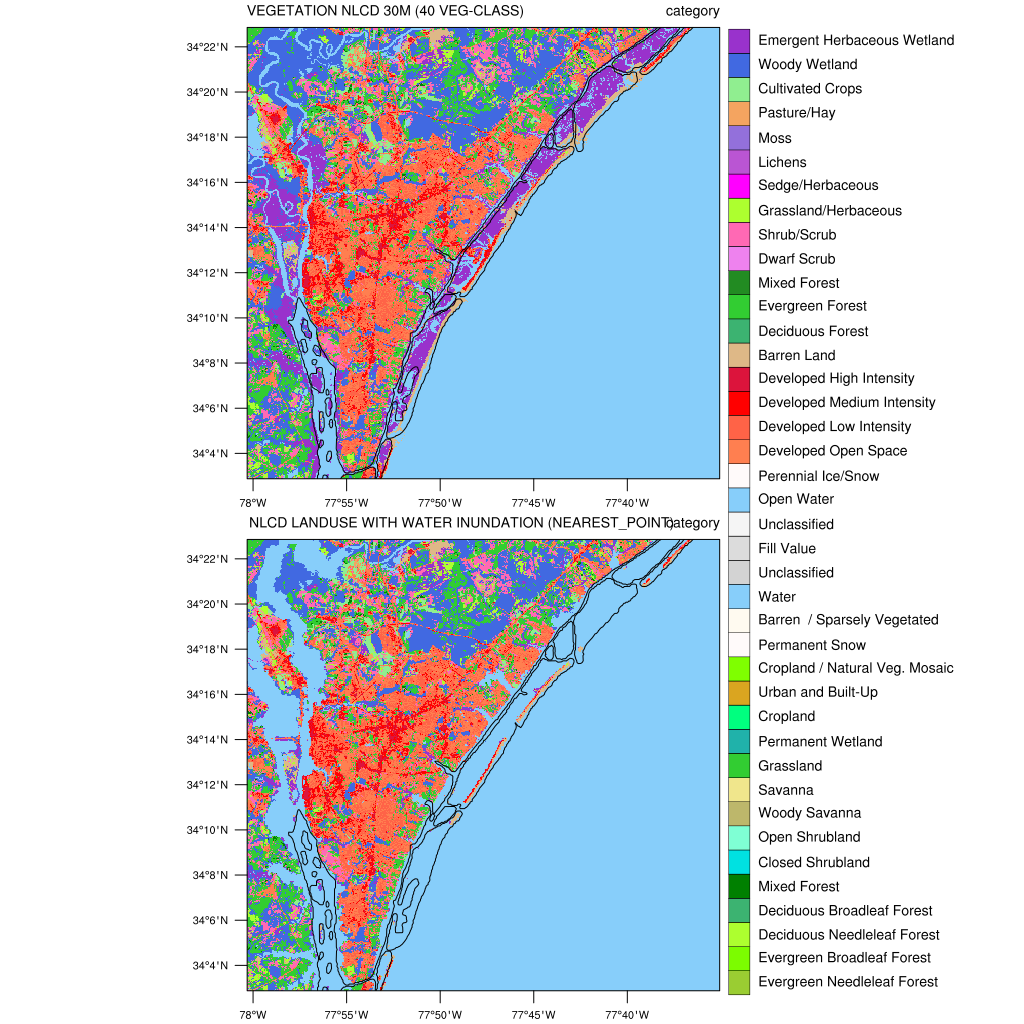 VEGETATION NLCD 30M (40 VEG-CLASS) category
34°22'N
34°20'N
34°18'N
34°16'N
34°14'N
34°12'N
34°10'N
34°8'N
34°6'N
34°4'N
78°W 77°55'W 77°50'W 77°45'W 77°40'W
NLCD LANDUSE WITH WATER INUNDATION (NEAREST_POINT) category
34°22'N
34°20'N
34°18'N
34°16'N
34°14'N
34°12'N
34°10'N
34°8'N
34°6'N
34°4'N
78°W 77°55'W 77°50'W 77°45'W 77°40'W
Emergent Herbaceous Wetland
Woody Wetland
Cultivated Crops
Pasture/Hay
Moss
Lichens
Sedge/Herbaceous
Grassland/Herbaceous
Shrub/Scrub
Dwarf Scrub
Mixed Forest
Evergreen Forest
Deciduous Forest
Barren Land
Developed High Intensity
Developed Medium Intensity
Developed Low Intensity
Developed Open Space
Perennial Ice/Snow
Open Water
Unclassified
Fill Value
Unclassified
Water
Barren / Sparsely Vegetated
Permanent Snow
Cropland / Natural Veg. Mosaic
Urban and Built-Up
Cropland
Permanent Wetland
Grassland
Savanna
Woody Savanna
Open Shrubland
Closed Shrubland
Mixed Forest
Deciduous Broadleaf Forest
Deciduous Needleleaf Forest
Evergreen Broadleaf Forest
Evergreen Needleleaf Forest